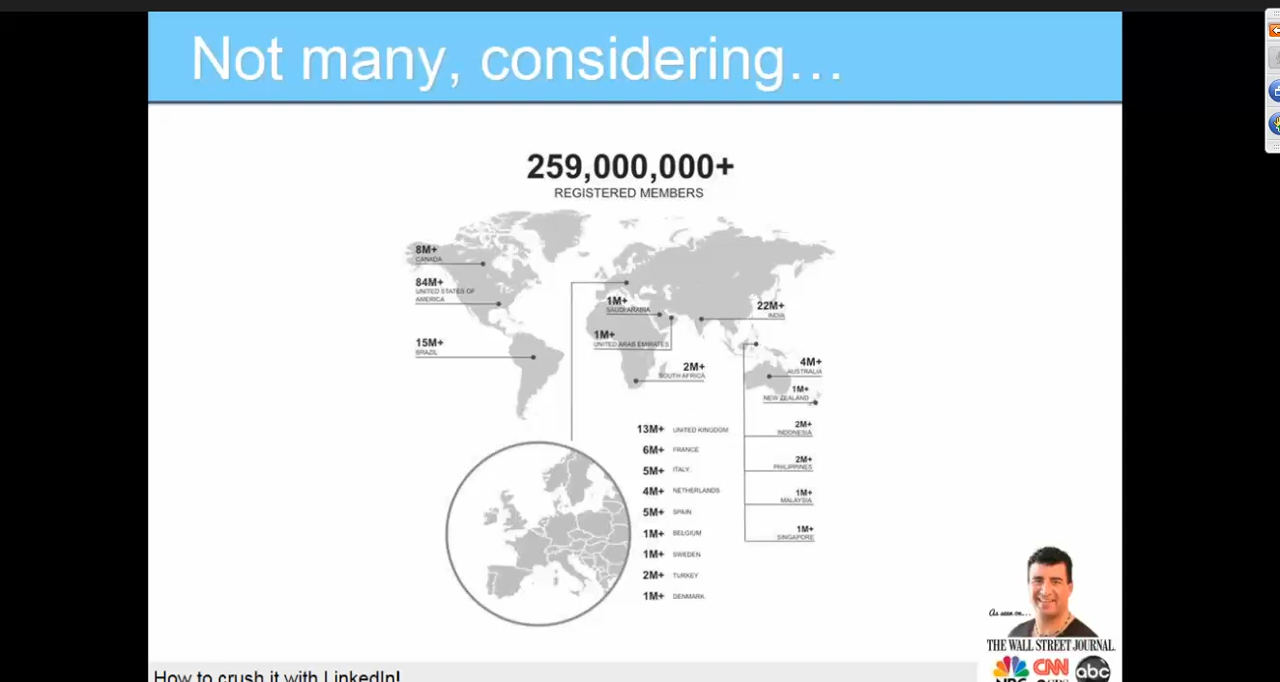 Not many, considering...
259,000,000+
REGISTERED MEMBERS
8M+
CANADA
84M+
UNITED STATES OF
AMERICA
15M+
BRAZIL
1M+
SAUDI ARABIA
1M+
UNITED ARAB EMIRATES
2M+
SOUTH AFRICA
22M+
INDIA
4M+
AUSTRALIA
1M+
NEW ZEALAND
2M+
INDONESIA
2M+
PHILIPPINES
1M+
MALAYSIA
1M+
SINGAPORE
13M+ UNITED KINGDOM
6M+ FRANCE
5M+ ITALY
4M+ NETHERLANDS
5M+ SPAIN
1M+ BELGIUM
1M+ SWEDEN
2M+ TURKEY
1M+ DENMARK
As seen on...
THE WALL STREET JOURNAL.
NBC CNN abc
How to crush it with LinkedIn!